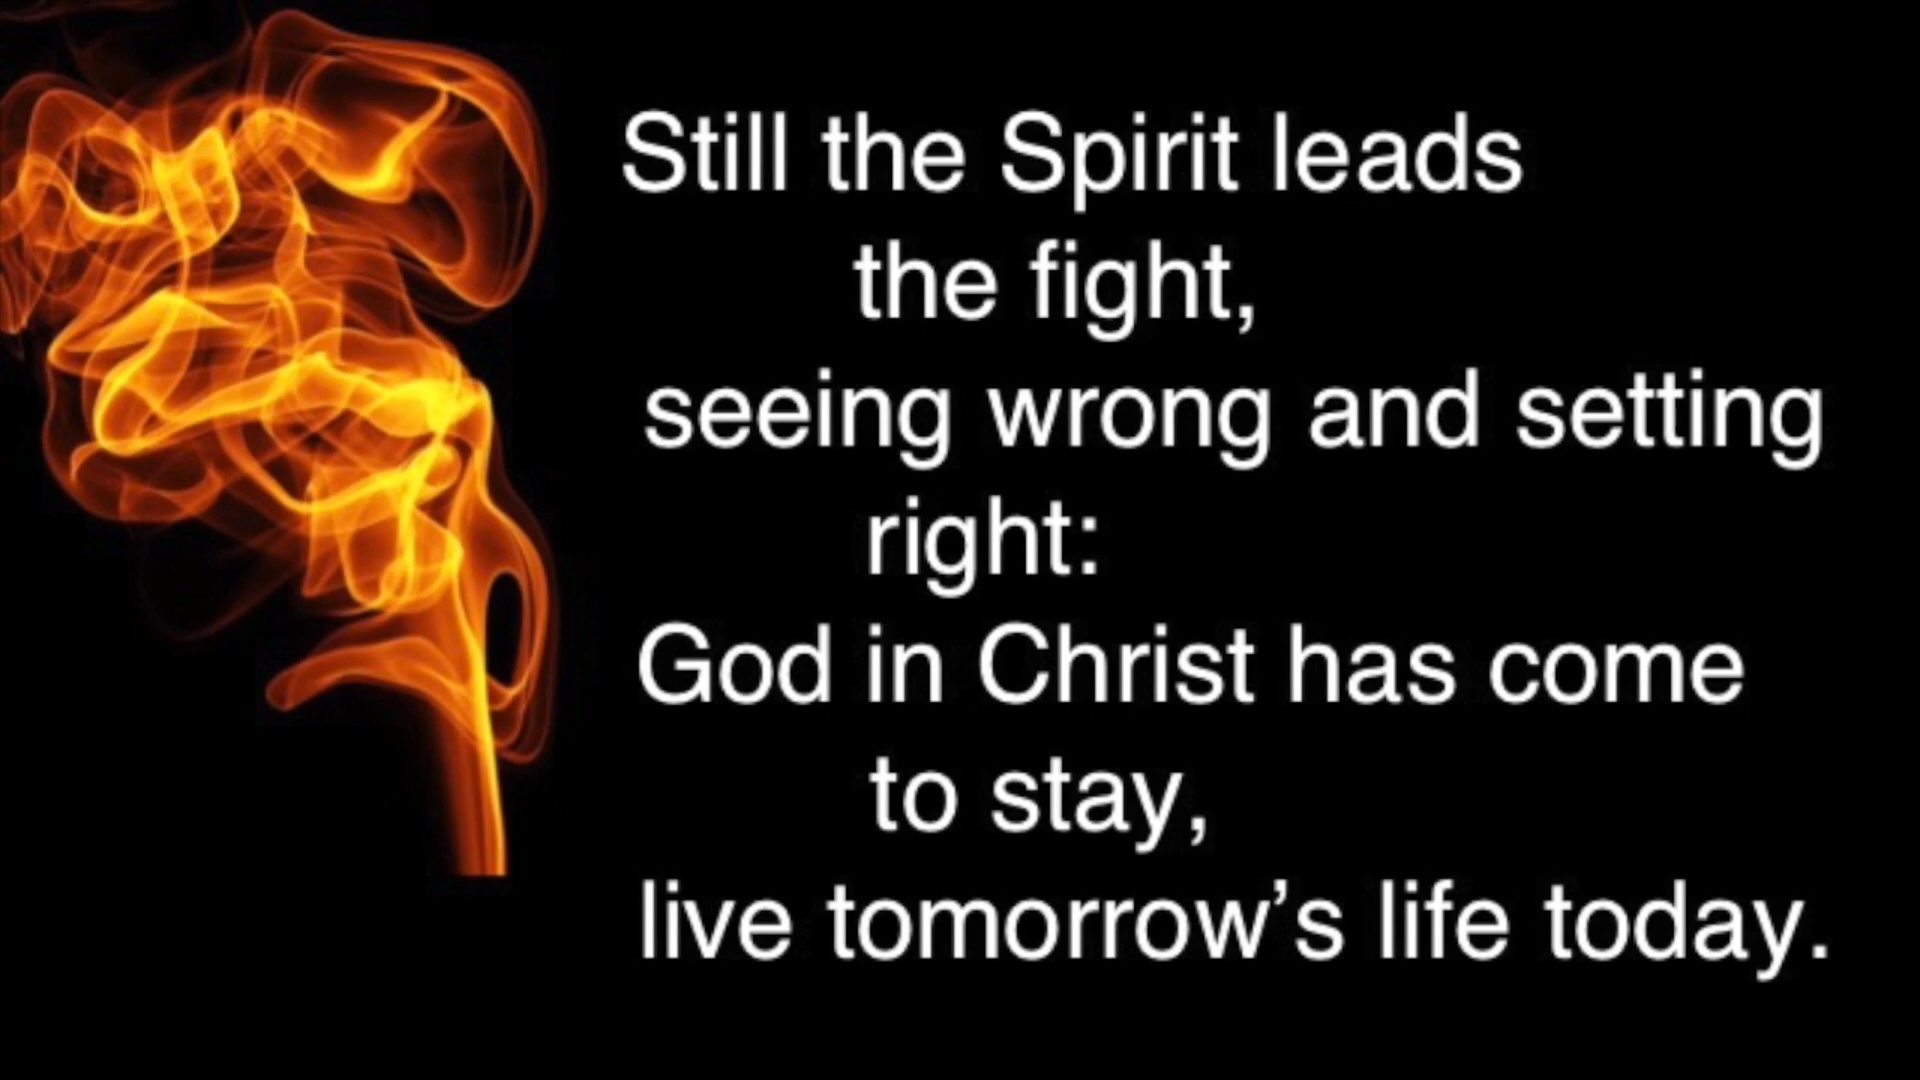 Still the Spirit leads
the fight,
seeing wrong and setting
right:
God in Christ has come
to stay,
live tomorrow’s life today.